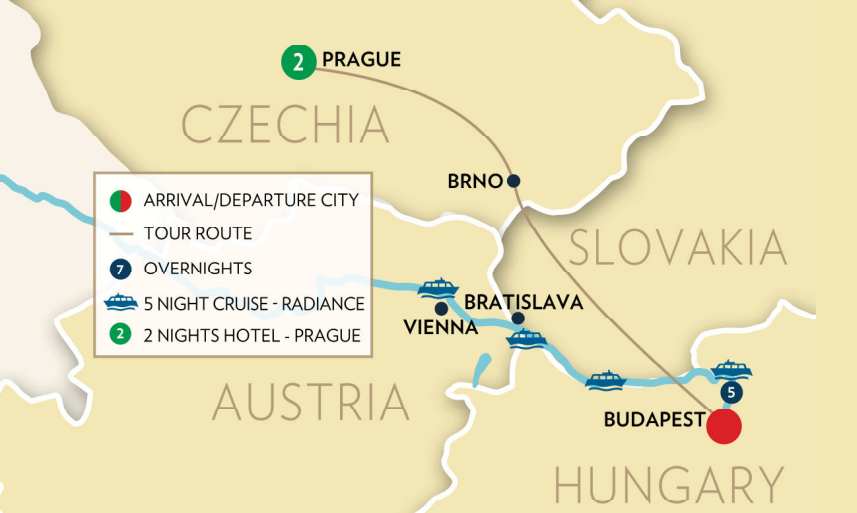 2 PRAGUE
CZECHIA
BRNO
ARRIVAL/DEPARTURE CITY
TOUR ROUTE
7 OVERNIGHTS
5 NIGHT CRUISE - RADIANCE
2 2 NIGHTS HOTEL - PRAGUE
SLOVAKIA
BRATISLAVA
VIENNA
AUSTRIA
5
BUDAPEST
HUNGARY